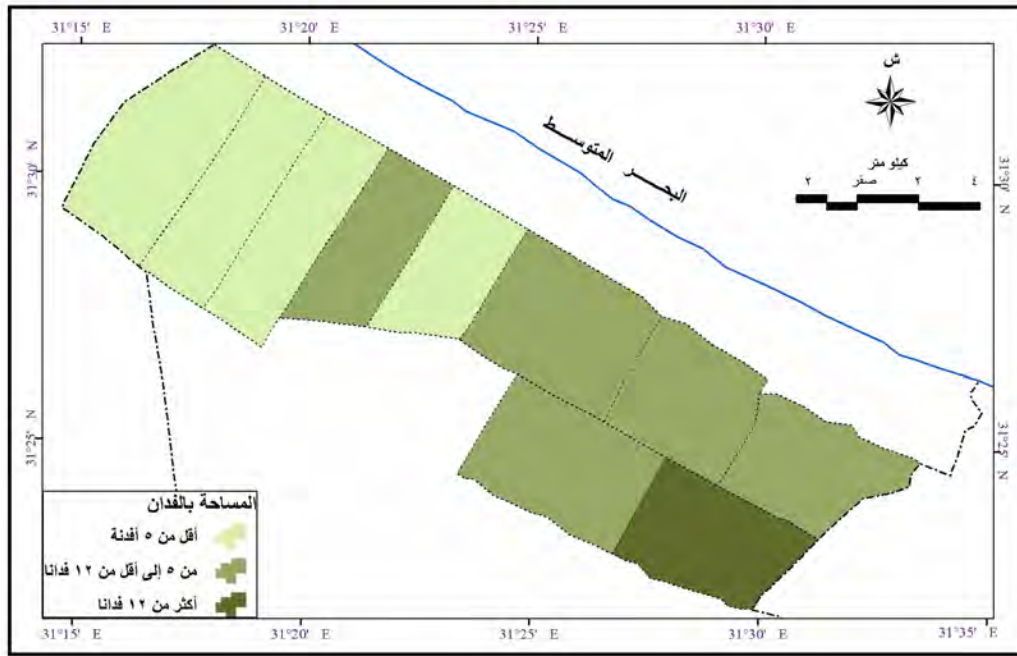 31°15' E 31°20' E 31°25' E 31°30' E
ش
البحـــر المتوســـط
كيلو متر
٢ صفر ٢ ٤
31°30' N
31°30' N
31°25' N
31°25' N
المساحة بالفدان
أقل من ٥ أفدنة
من ٥ إلى أقل من ١٢ فدانا
أكثر من ١٢ فدانا
31°15' E 31°20' E 31°25' E 31°30' E 31°35' E